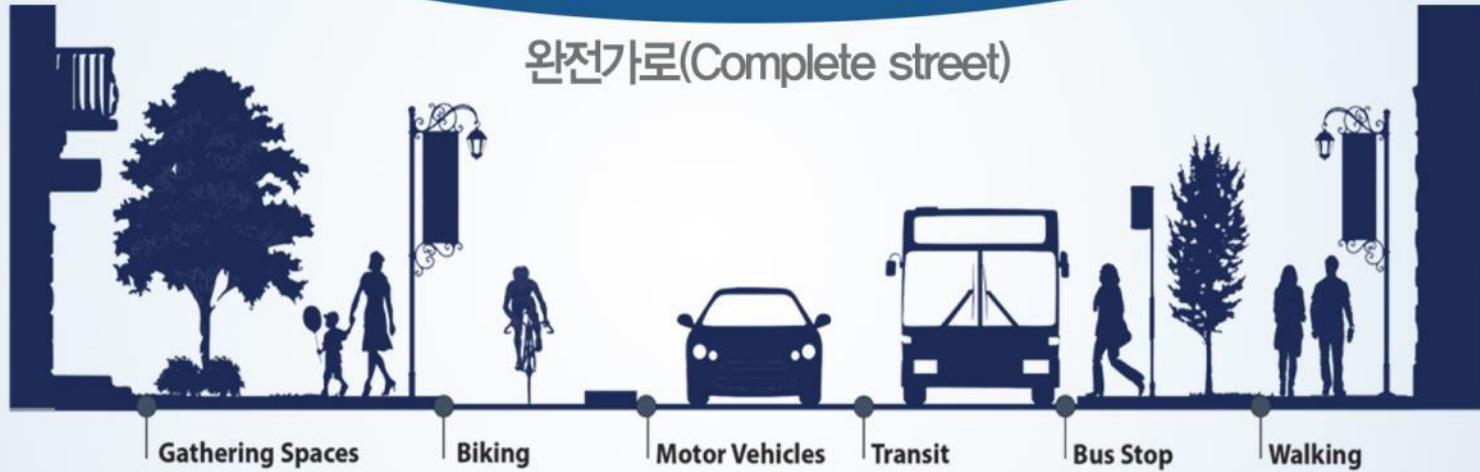 완전가로(Complete street)
Gathering Spaces
Biking
Motor Vehicles
Transit
Bus Stop
Walking